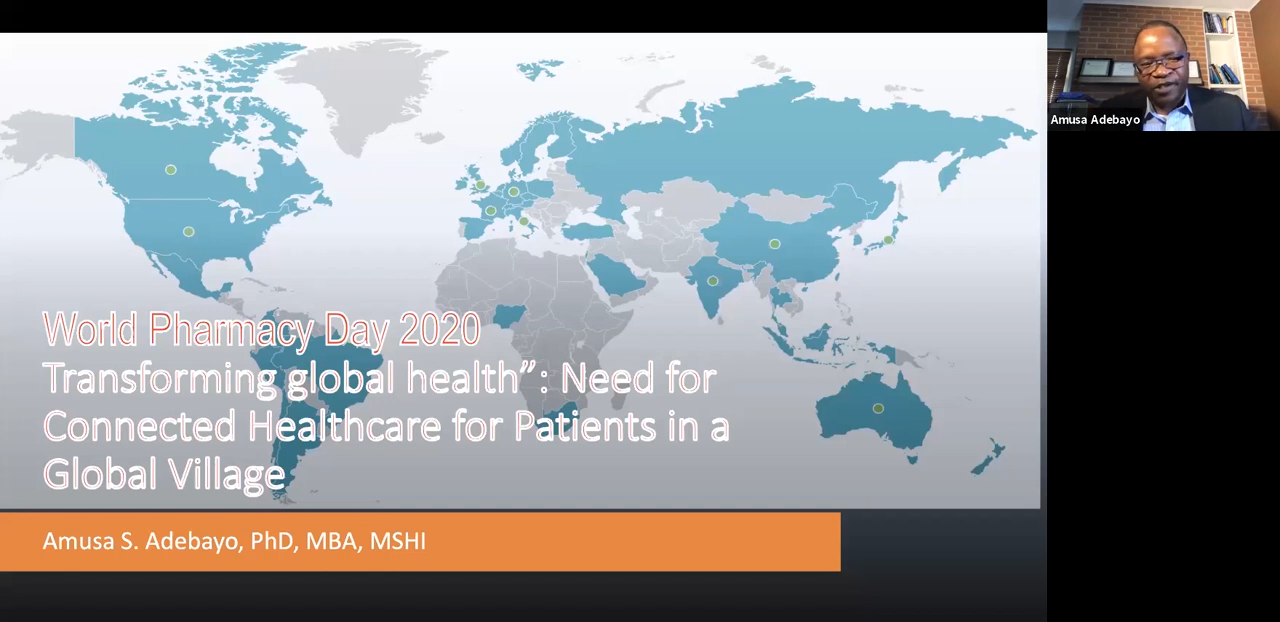 World Pharmacy Day 2020
Transforming global health”: Need for
Connected Healthcare for Patients in a
Global Village
Amusa S. Adebayo, PhD, MBA, MSHI
Amusa Adebayo